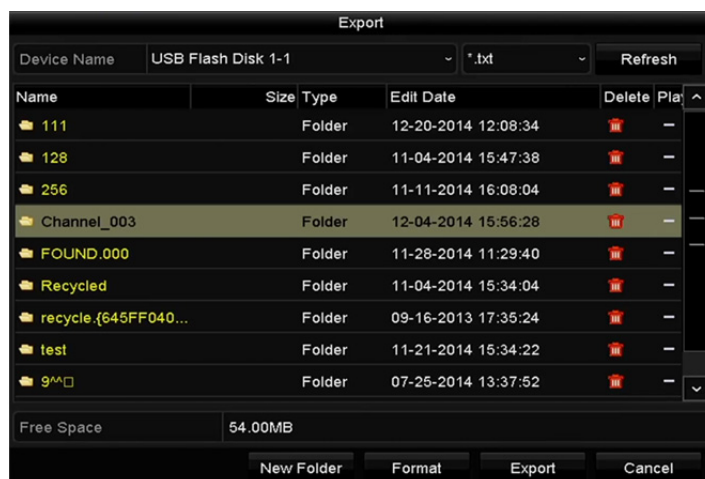 Export
Device Name USB Flash Disk 1-1 *.txt Refresh
Name Size Type Edit Date Delete Play
111 Folder 12-20-2014 12:08:34 –
128 Folder 11-04-2014 15:47:38 –
256 Folder 11-11-2014 16:08:04 –
Channel_003 Folder 12-04-2014 15:56:28 –
FOUND.000 Folder 11-28-2014 11:29:40 –
Recycled Folder 11-04-2014 15:34:04 –
recycle.{645FF040... Folder 09-16-2013 17:35:24 –
test Folder 11-21-2014 15:34:22 –
9^^□ Folder 07-25-2014 13:37:52 –
Free Space 54.00MB
New Folder Format Export Cancel